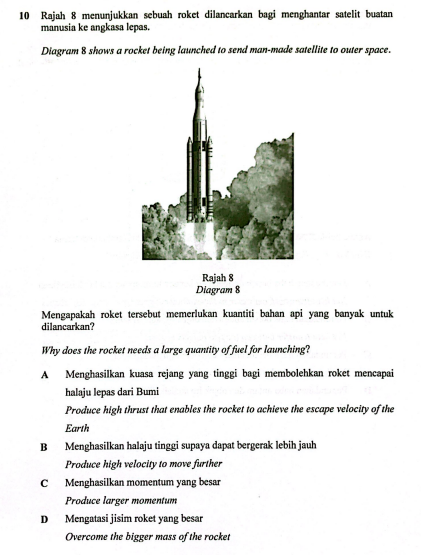 10 Rajah 8 menunjukkan sebuah roket dilancarkan bagi menghantar satelit buatan
manusia ke angkasa lepas.
Diagram 8 shows a rocket being launched to send man-made satellite to outer space.
Rajah 8
Diagram 8
Mengapakah roket tersebut memerlukan kuantiti bahan api yang banyak untuk
dilancarkan?
Why does the rocket needs a large quantity of fuel for launching?
A Menghasilkan kuasa rejang yang tinggi bagi membolehkan roket mencapai
halaju lepas dari Bumi
Produce high thrust that enables the rocket to achieve the escape velocity of the
Earth
B Menghasilkan halaju tinggi supaya dapat bergerak lebih jauh
Produce high velocity to move further
C Menghasilkan momentum yang besar
Produce larger momentum
D Mengatasi jisim roket yang besar
Overcome the bigger mass of the rocket